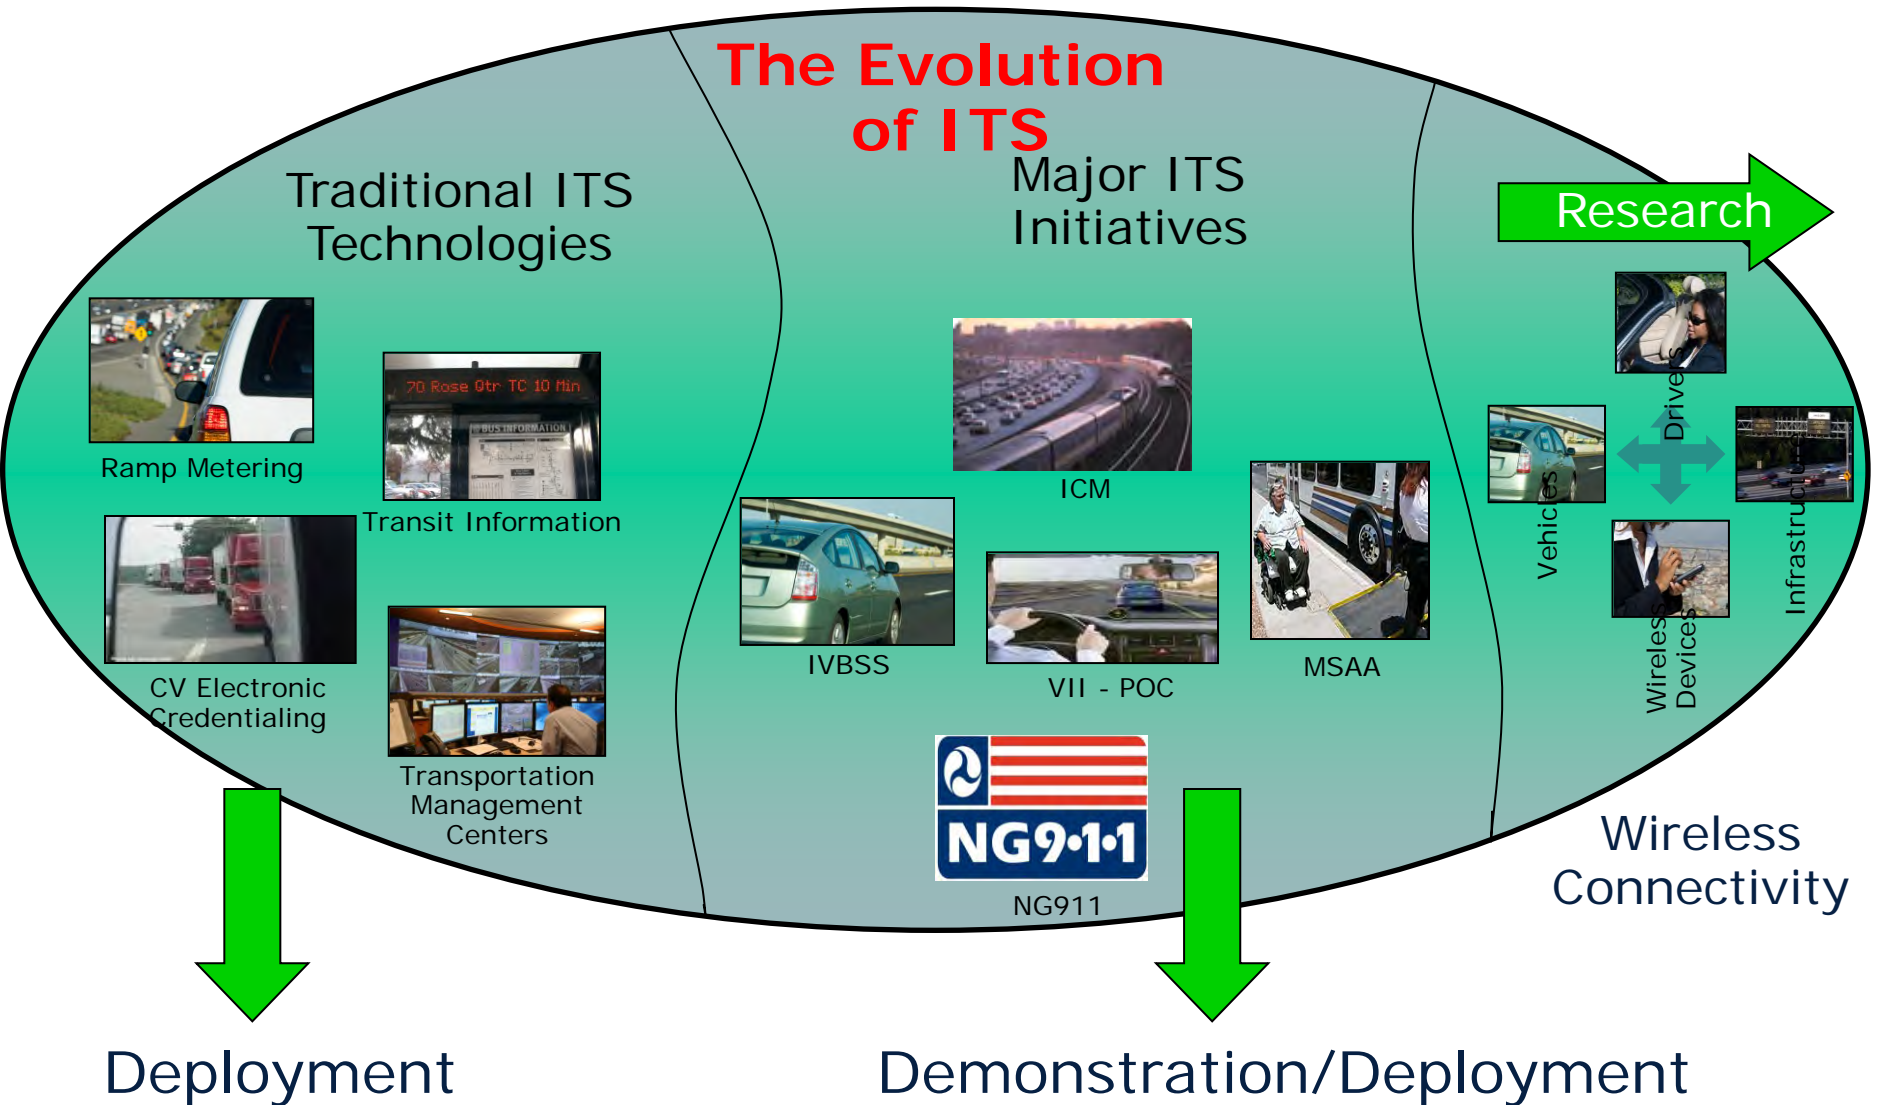 The Evolution
of ITS
Traditional ITS
Technologies
Major ITS
Initiatives
Research
Ramp Metering
70 Rose Qtr TC 10 Min
BUS INFORMATION
Transit Information
CV Electronic
Credentialing
Transportation
Management
Centers
ICM
IVBSS
VII - POC
MSAA
NG9•1•1
NG911
Drivers
Vehicles
Wireless
Devices
Wireless
Connectivity
Deployment
Demonstration/Deployment